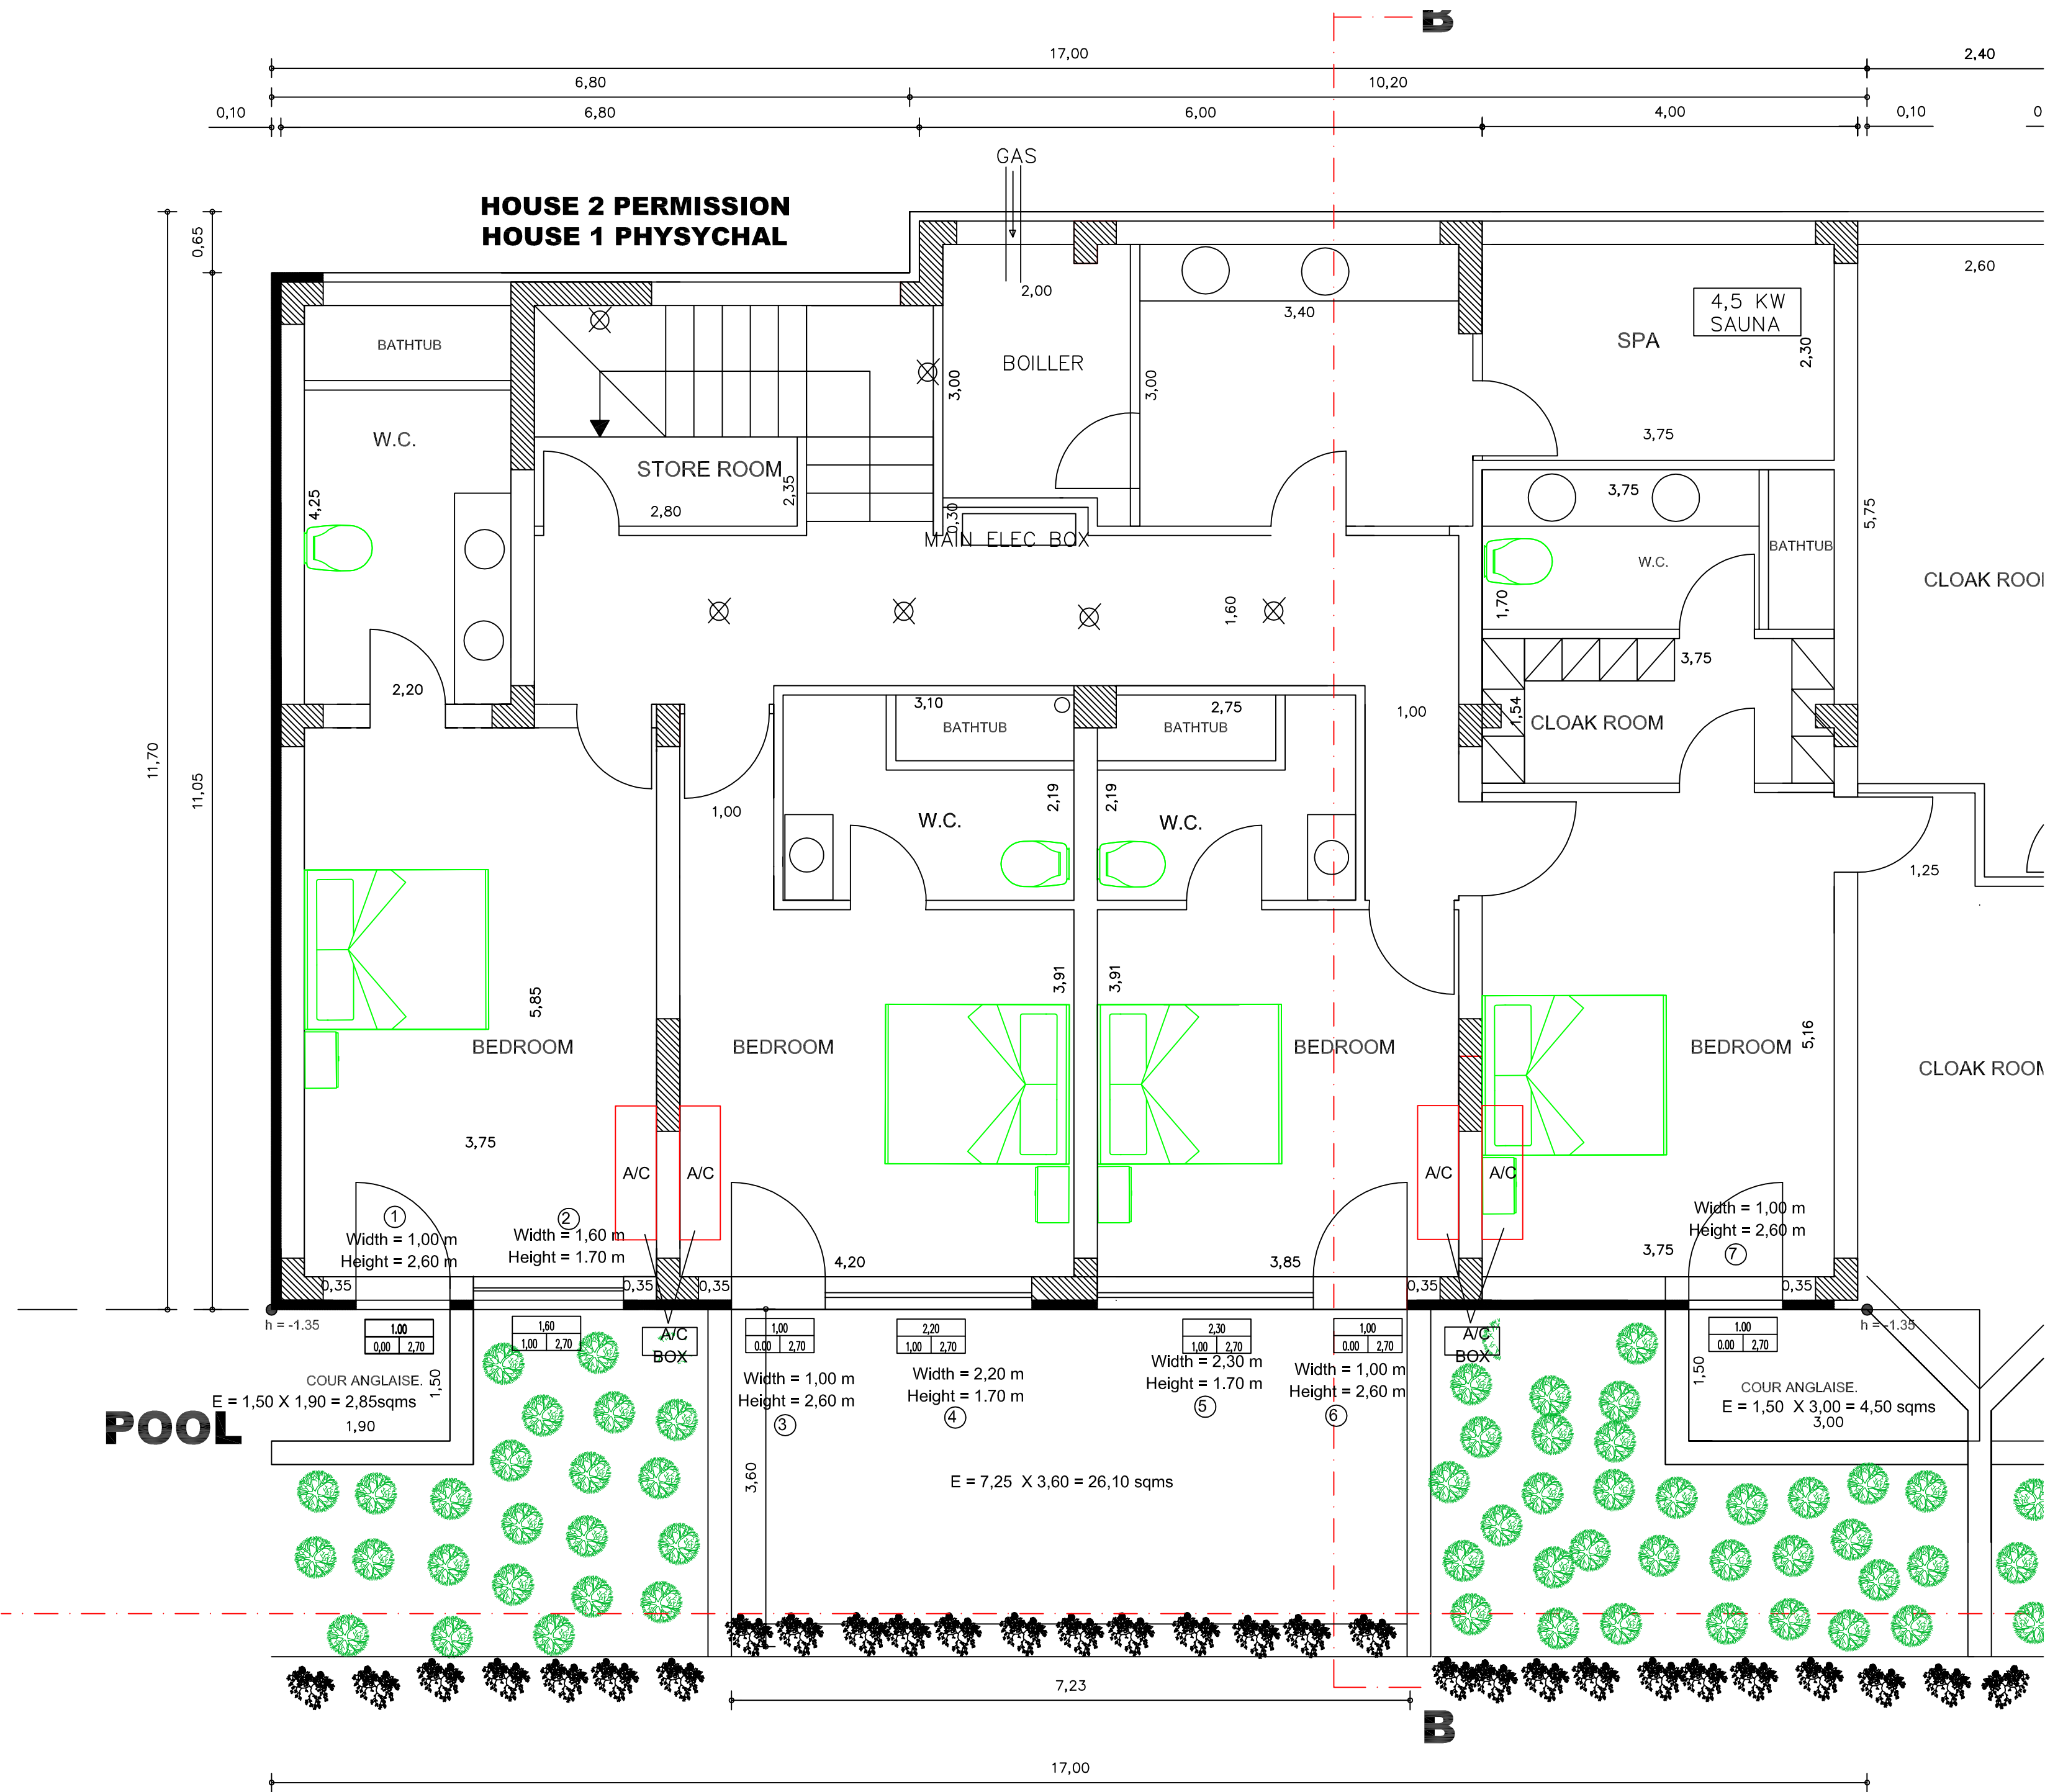 B
17,00
2,40
6,80
10,20
0,10
6,80
6,00
4,00
0,10
GAS
HOUSE 2 PERMISSION
HOUSE 1 PHYSYCHAL
0,65
2,60
2,00
3,40
4,5 KW
SAUNA
BATHTUB
SPA
2,30
BOILLER
3,00
3,00
W.C.
3,75
STORE ROOM
2,35
2,80
4,25
0,30
MAIN ELEC BOX
3,75
5,75
BATHTUB
W.C.
CLOAK ROO
1,70
1,60
3,75
2,20
3,10
BATHTUB
2,75
BATHTUB
1,00
1,54
CLOAK ROOM
11,70
11,05
1,00
2,19
2,19
W.C.
W.C.
1,25
5,85
3,91
3,91
5,16
BEDROOM
BEDROOM
BEDROOM
BEDROOM
CLOAK ROOM
3,75
A/C
A/C
A/C
A/C
1
Width = 1,00 m
Height = 2,60 m
2
Width = 1,60 m
Height = 1.70 m
4,20
3,85
3,75
Width = 1,00 m
Height = 2,60 m
7
0,35
0,35
0,35
0,35
0,35
h = -1.35
1.00
0,00 2,70
1,60
1,00 2,70
A/C
BOX
1,00
0.00 2,70
2,20
1,00 2,70
2,30
1,00 2,70
1,00
0.00 2,70
A/C
BOX
1.00
0.00 2,70
h = -1.35
COUR ANGLAISE.
E = 1,50 X 1,90 = 2,85sqms
1,50
1,90
POOL
Width = 1,00 m
Height = 2,60 m
3
Width = 2,20 m
Height = 1.70 m
4
Width = 2,30 m
Height = 1.70 m
5
Width = 1,00 m
Height = 2,60 m
6
1,50
COUR ANGLAISE.
E = 1,50 X 3,00 = 4,50 sqms
3,00
3,60
E = 7,25 X 3,60 = 26,10 sqms
7,23
B
17,00